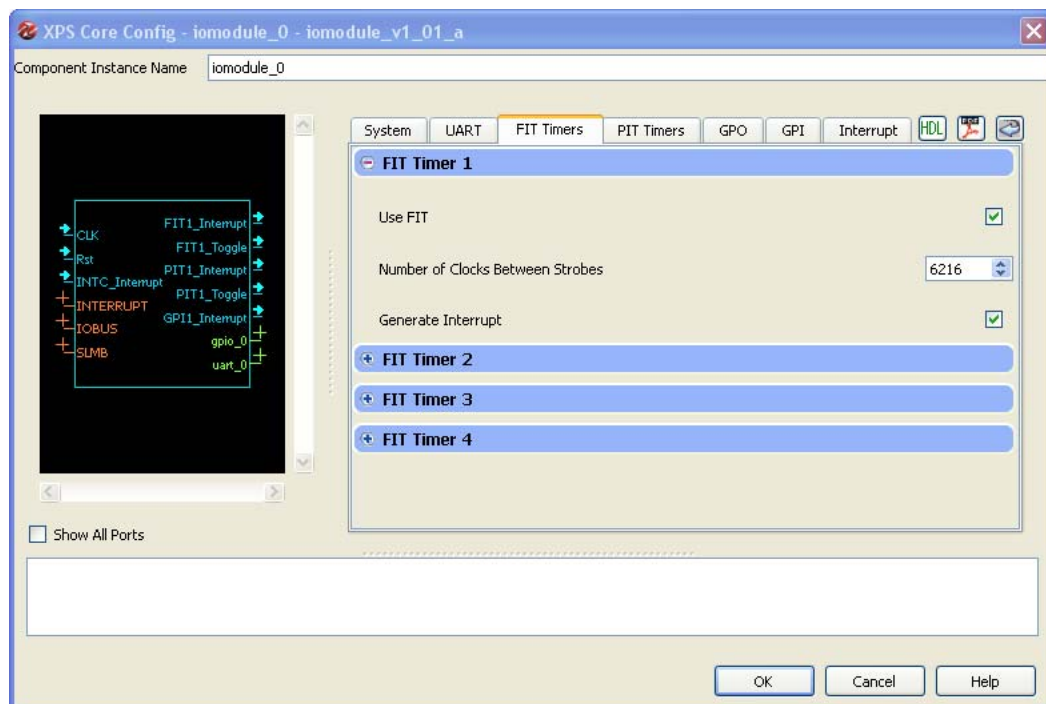 XPS Core Config - iomodule_0 - iomodule_v1_01_a
Component Instance Name iomodule_0
System UART FIT Timers PIT Timers GPO GPI Interrupt HDL PDF
FIT Timer 1
Use FIT
Number of Clocks Between Strobes 6216
Generate Interrupt
FIT Timer 2
FIT Timer 3
FIT Timer 4
CLK
Rst
INTC_Interrupt
INTERRUPT
IOBUS
SLMB
FIT1_Interrupt
FIT1_Toggle
PIT1_Interrupt
PIT1_Toggle
GPI1_Interrupt
gpio_0
uart_0
Show All Ports
OK Cancel Help